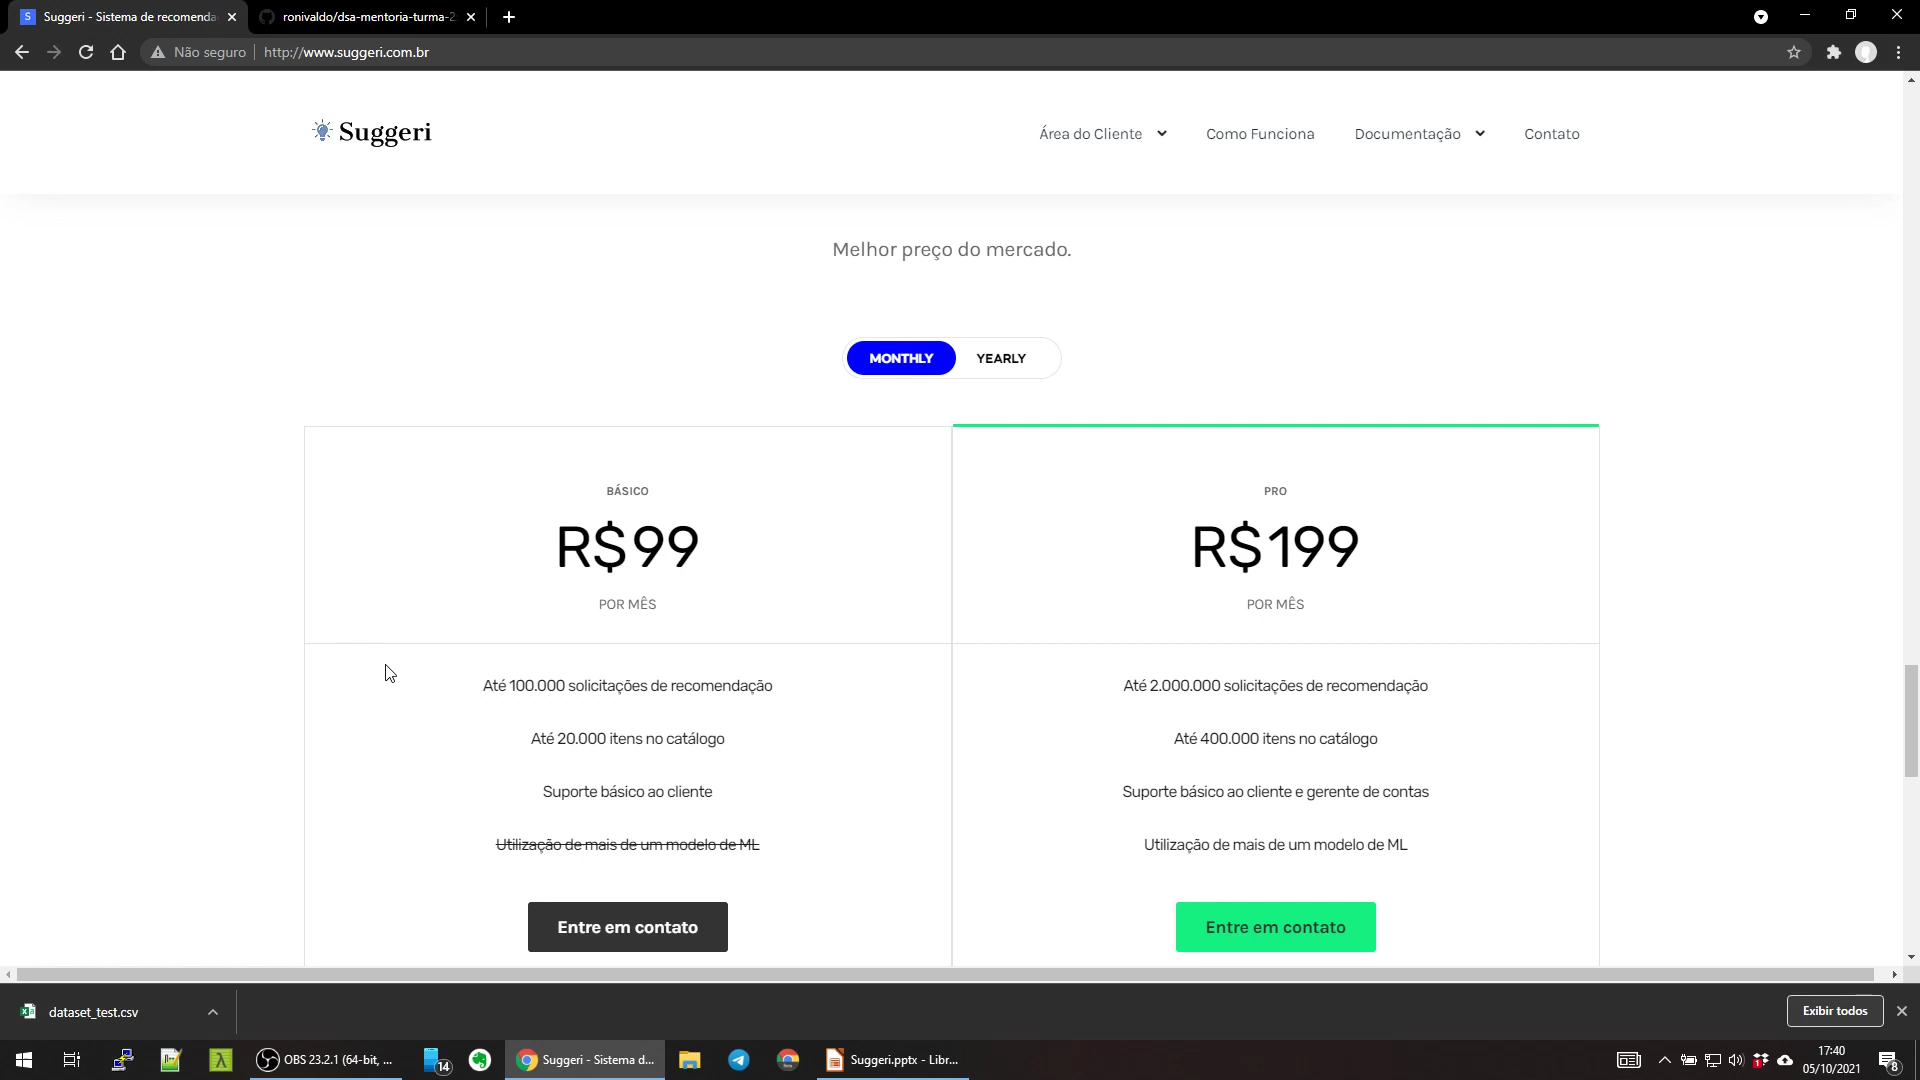 Suggeri - Sistema de recomenda
ronivaldo/dsa-mentoria-turma-2
Não seguro
http://www.suggeri.com.br
Suggeri
Área do Cliente
Como Funciona
Documentação
Contato
Melhor preço do mercado.
MONTHLY
YEARLY
BÁSICO
R$99
POR MÊS
Até 100.000 solicitações de recomendação
Até 20.000 itens no catálogo
Suporte básico ao cliente
Utilização de mais de um modelo de ML
Entre em contato
PRO
R$199
POR MÊS
Até 2.000.000 solicitações de recomendação
Até 400.000 itens no catálogo
Suporte básico ao cliente e gerente de contas
Utilização de mais de um modelo de ML
Entre em contato
dataset_test.csv
Exibir todos
OBS 23.2.1 (64-bit, ...
14
Suggeri - Sistema d...
Suggeri.pptx - Libr...
1
17:40
05/10/2021
8